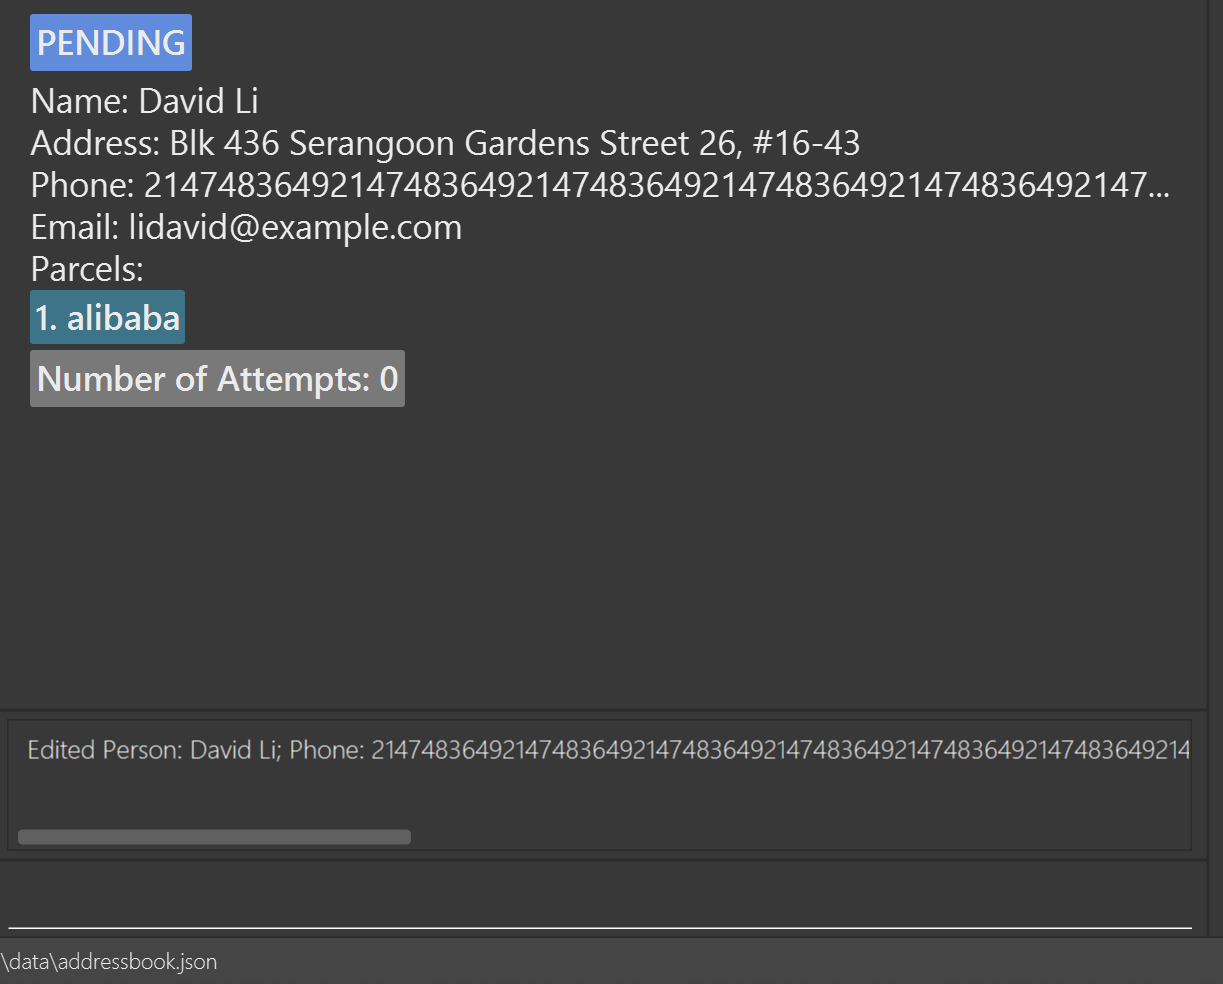 PENDING
Name: David Li
Address: Blk 436 Serangoon Gardens Street 26, #16-43
Phone: 214748364921474836492147483649214748364921474836492147...
Email: lidavid@example.com
Parcels:
1. alibaba
Number of Attempts: 0
Edited Person: David Li; Phone: 214748364921474836492147483649214748364921474836492147483649214
\data\addressbook.json